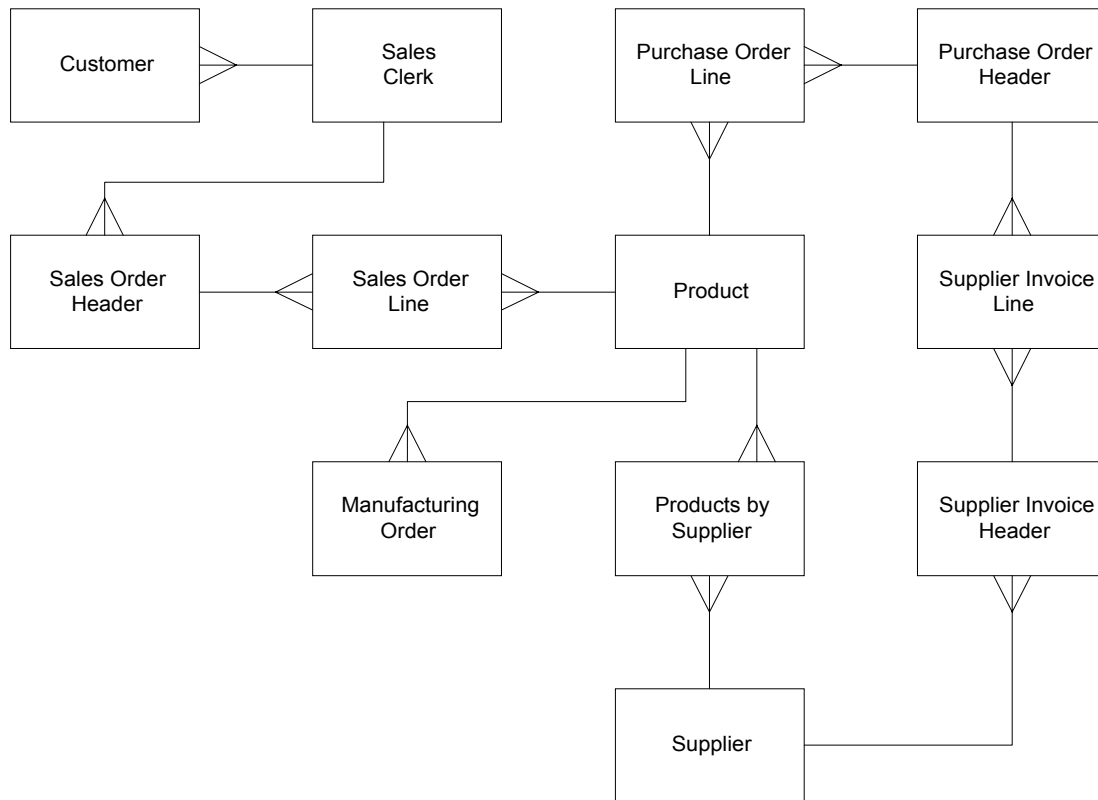 Customer
Sales
Clerk
Purchase Order
Line
Purchase Order
Header
Sales Order
Header
Sales Order
Line
Product
Supplier Invoice
Line
Manufacturing
Order
Products by
Supplier
Supplier Invoice
Header
Supplier